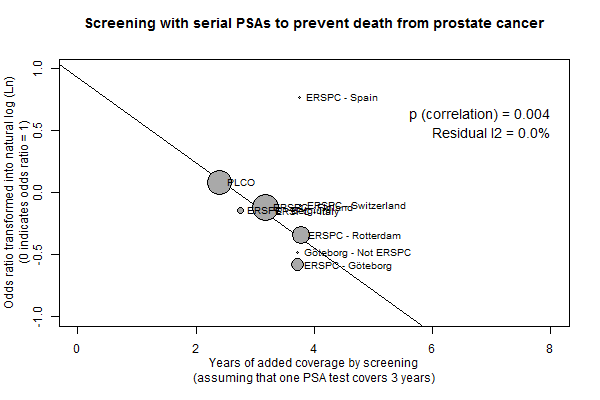 Screening with serial PSAs to prevent death from prostate cancer
Odds ratio transformed into natural log (Ln)
(0 indicates odds ratio = 1)
1.0
0.5
0.0
-0.5
-1.0
ERSPC - Spain
p (correlation) = 0.004
Residual I2 = 0.0%
PLCO
ERSPC - Switzerland
ERSPC
ERSPC - Italy
ERSPC - Rotterdam
Göteborg - Not ERSPC
ERSPC - Göteborg
0
2
4
6
8
Years of added coverage by screening
(assuming that one PSA test covers 3 years)